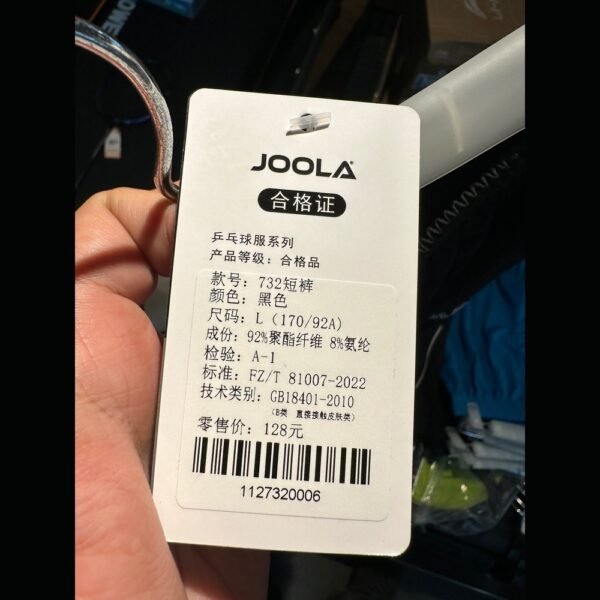 JOOLA
合格证
乒乓球服系列
产品等级：合格品
款号：732短裤
颜色：黑色
尺码：L（170/92A）
成份：92%聚酯纤维 8%氨纶
检验：A-1
标准：FZ/T 81007-2022
技术类别：GB18401-2010
（B类 直接接触皮肤类）
零售价：128元
1127320006